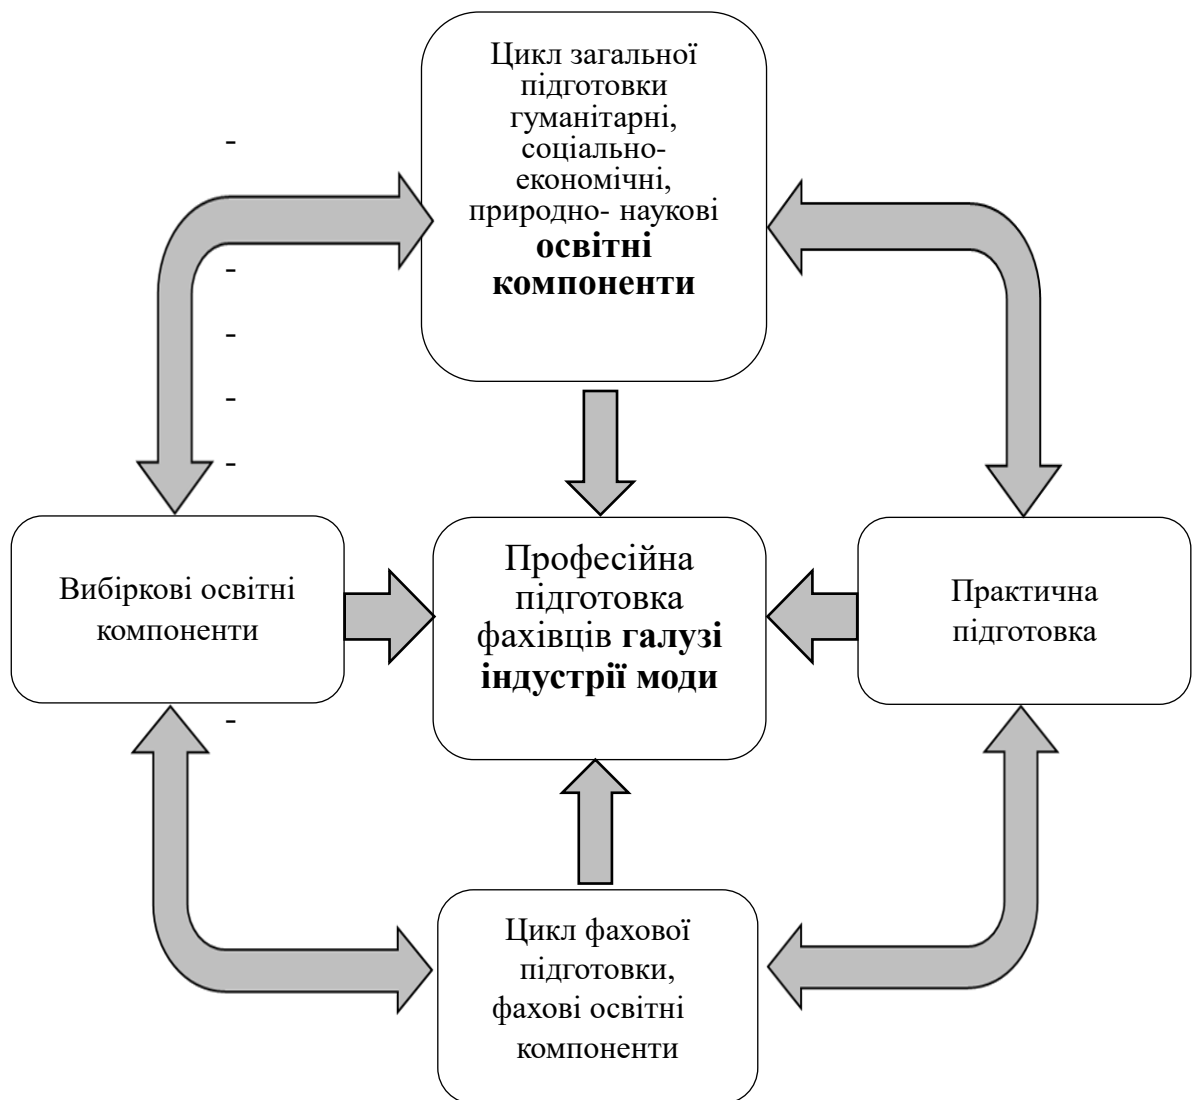 Цикл загальної
підготовки
гуманітарні,
соціально-
економічні,
природно- наукові
освітні
компоненти
-
-
-
-
-
Вибіркові освітні
компоненти
Професійна
підготовка
фахівців галузі
індустрії моди
Практична
підготовка
-
Цикл фахової
підготовки,
фахові освітні
компоненти